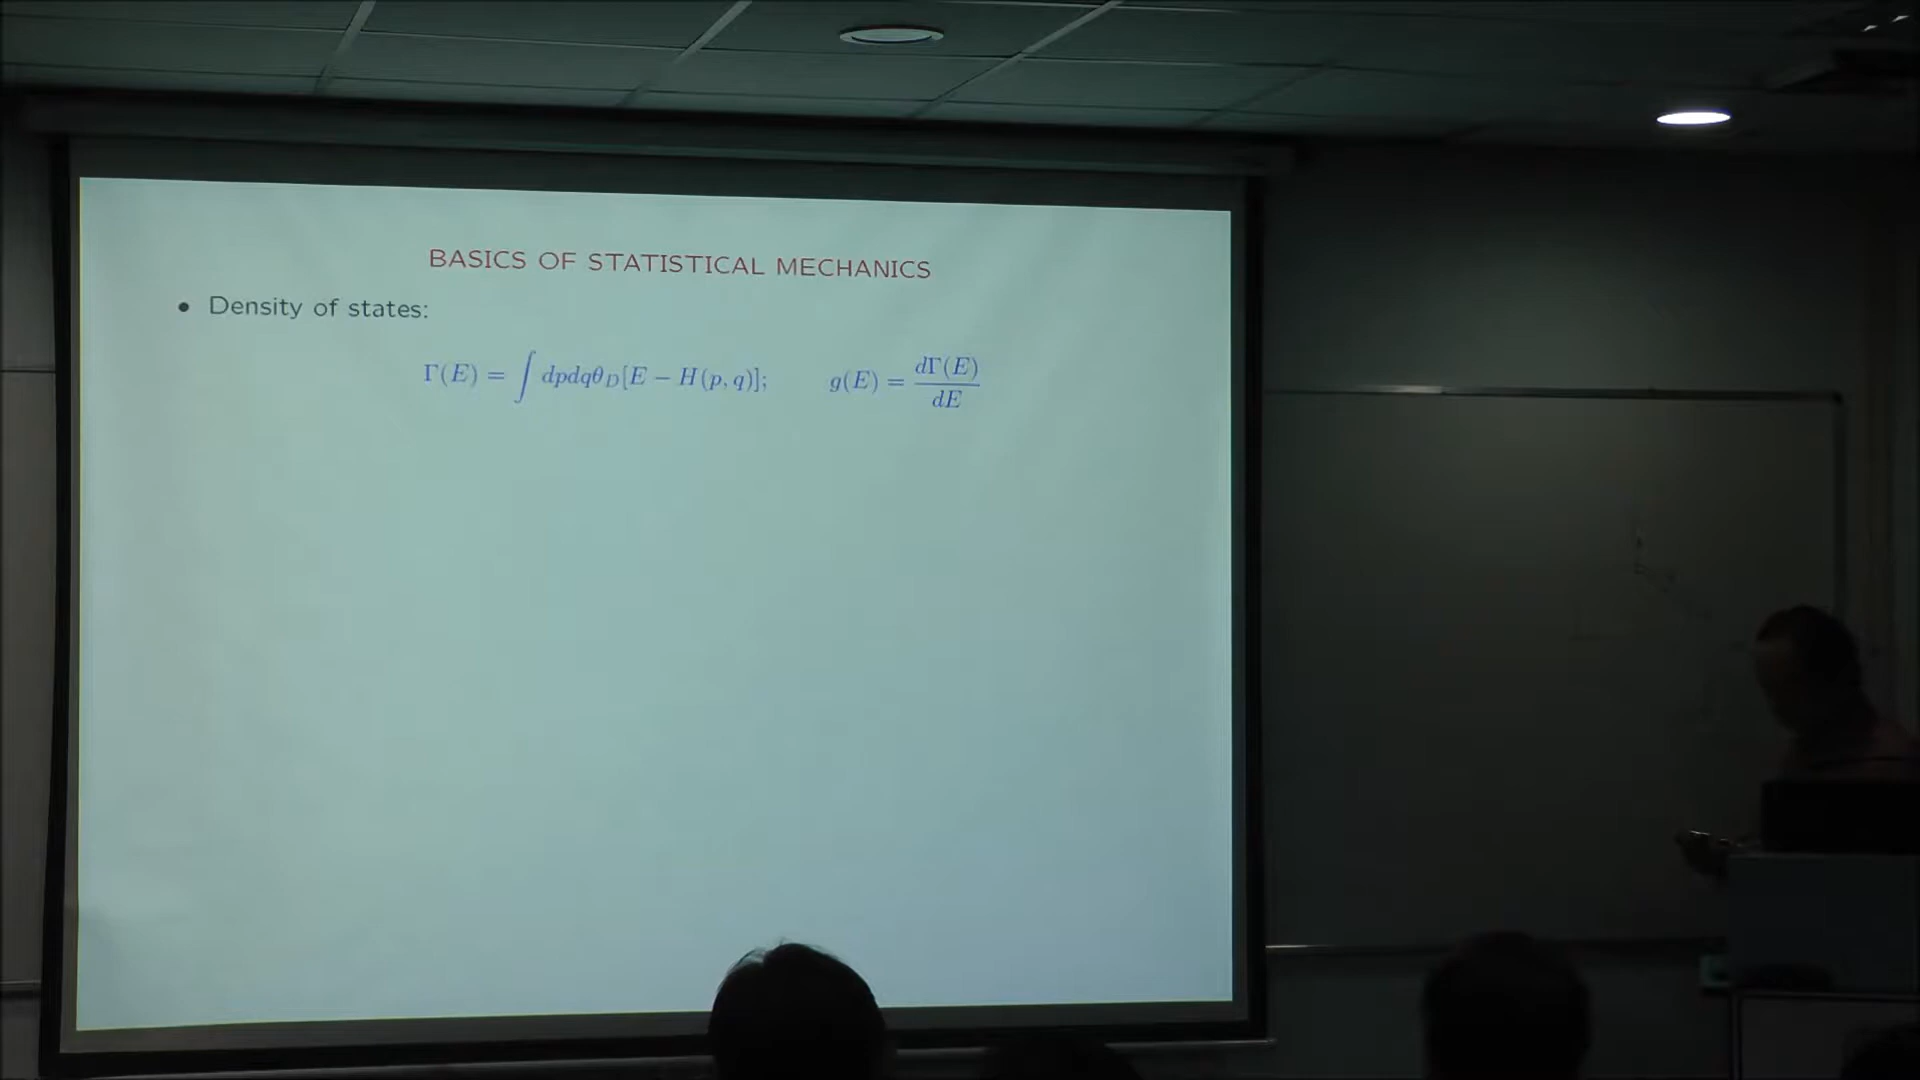 BASICS OF STATISTICAL MECHANICS
• Density of states:
Γ(E) = ∫ dpdqθ_D[E − H(p, q)]; g(E) = dΓ(E)/dE